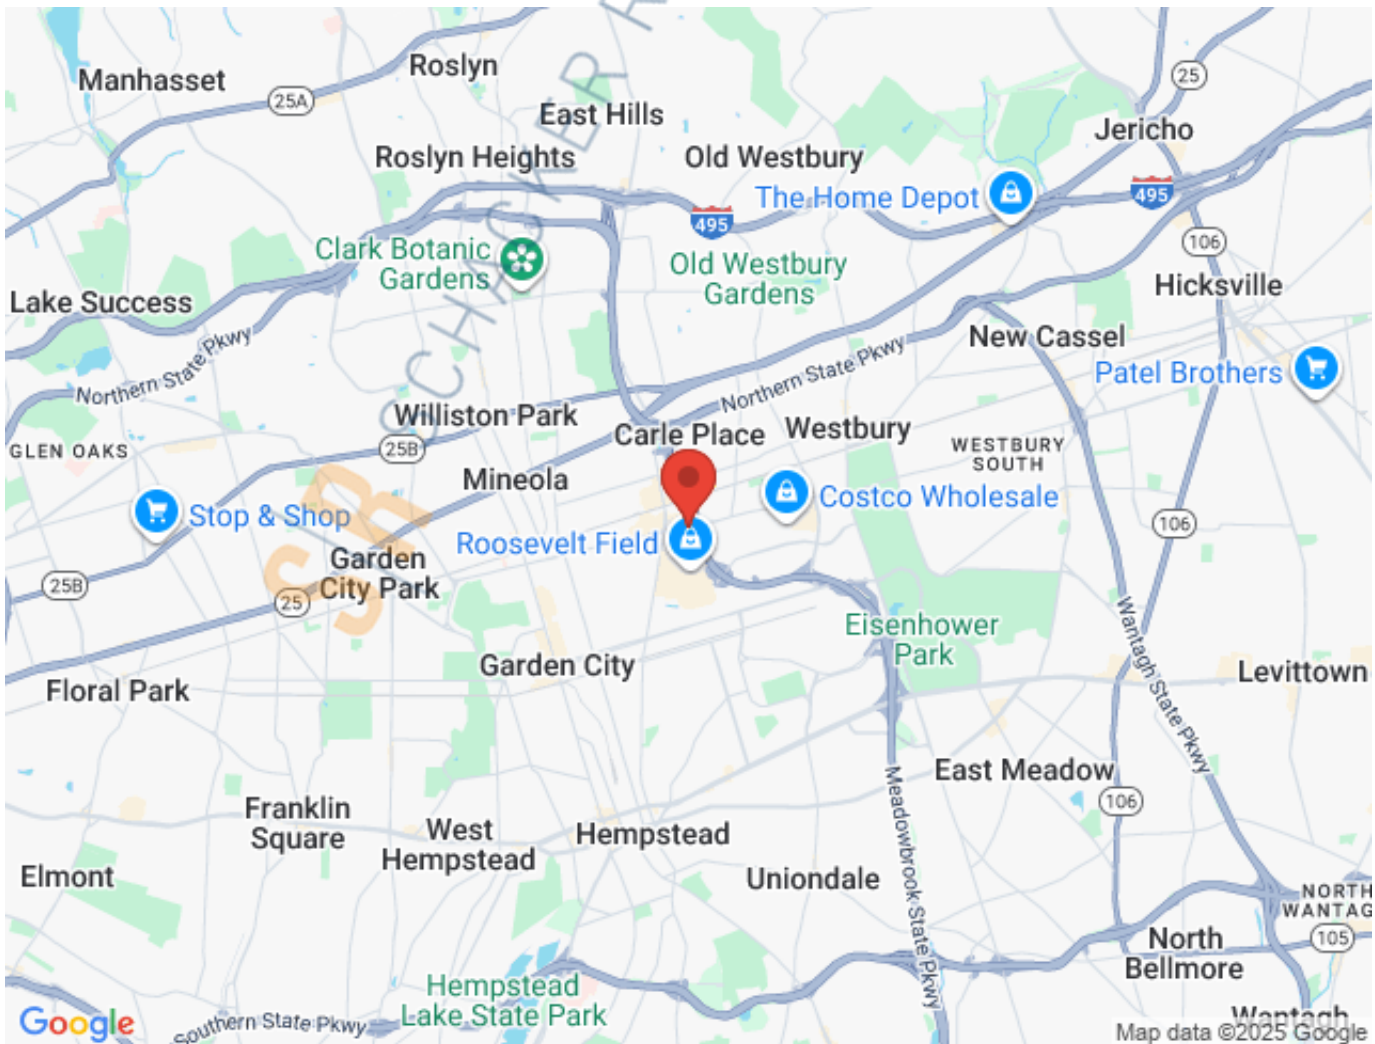 Manhasset
Roslyn
25A
East Hills
25
Jericho
Roslyn Heights
Old Westbury
The Home Depot
495
495
Clark Botanic
Gardens
Old Westbury
Gardens
106
Lake Success
Hicksville
Northern State Pkwy
New Cassel
Northern State Pkwy
Patel Brothers
Williston Park
Carle Place
Westbury
GLEN OAKS
25B
WESTBURY
SOUTH
Mineola
Costco Wholesale
Stop & Shop
Roosevelt Field
106
Garden
City Park
25B
25
Eisenhower
Park
Wantagh State Pkwy
Garden City
Floral Park
Levittown
East Meadow
Meadowbrook State Pkwy
106
Franklin
Square
West
Hempstead
Hempstead
Elmont
Uniondale
NORTH
WANTAG
105
North
Bellmore
Hempstead
Lake State Park
Southern State Pkwy
Wantagh
Google
Map data ©2025 Google
SR